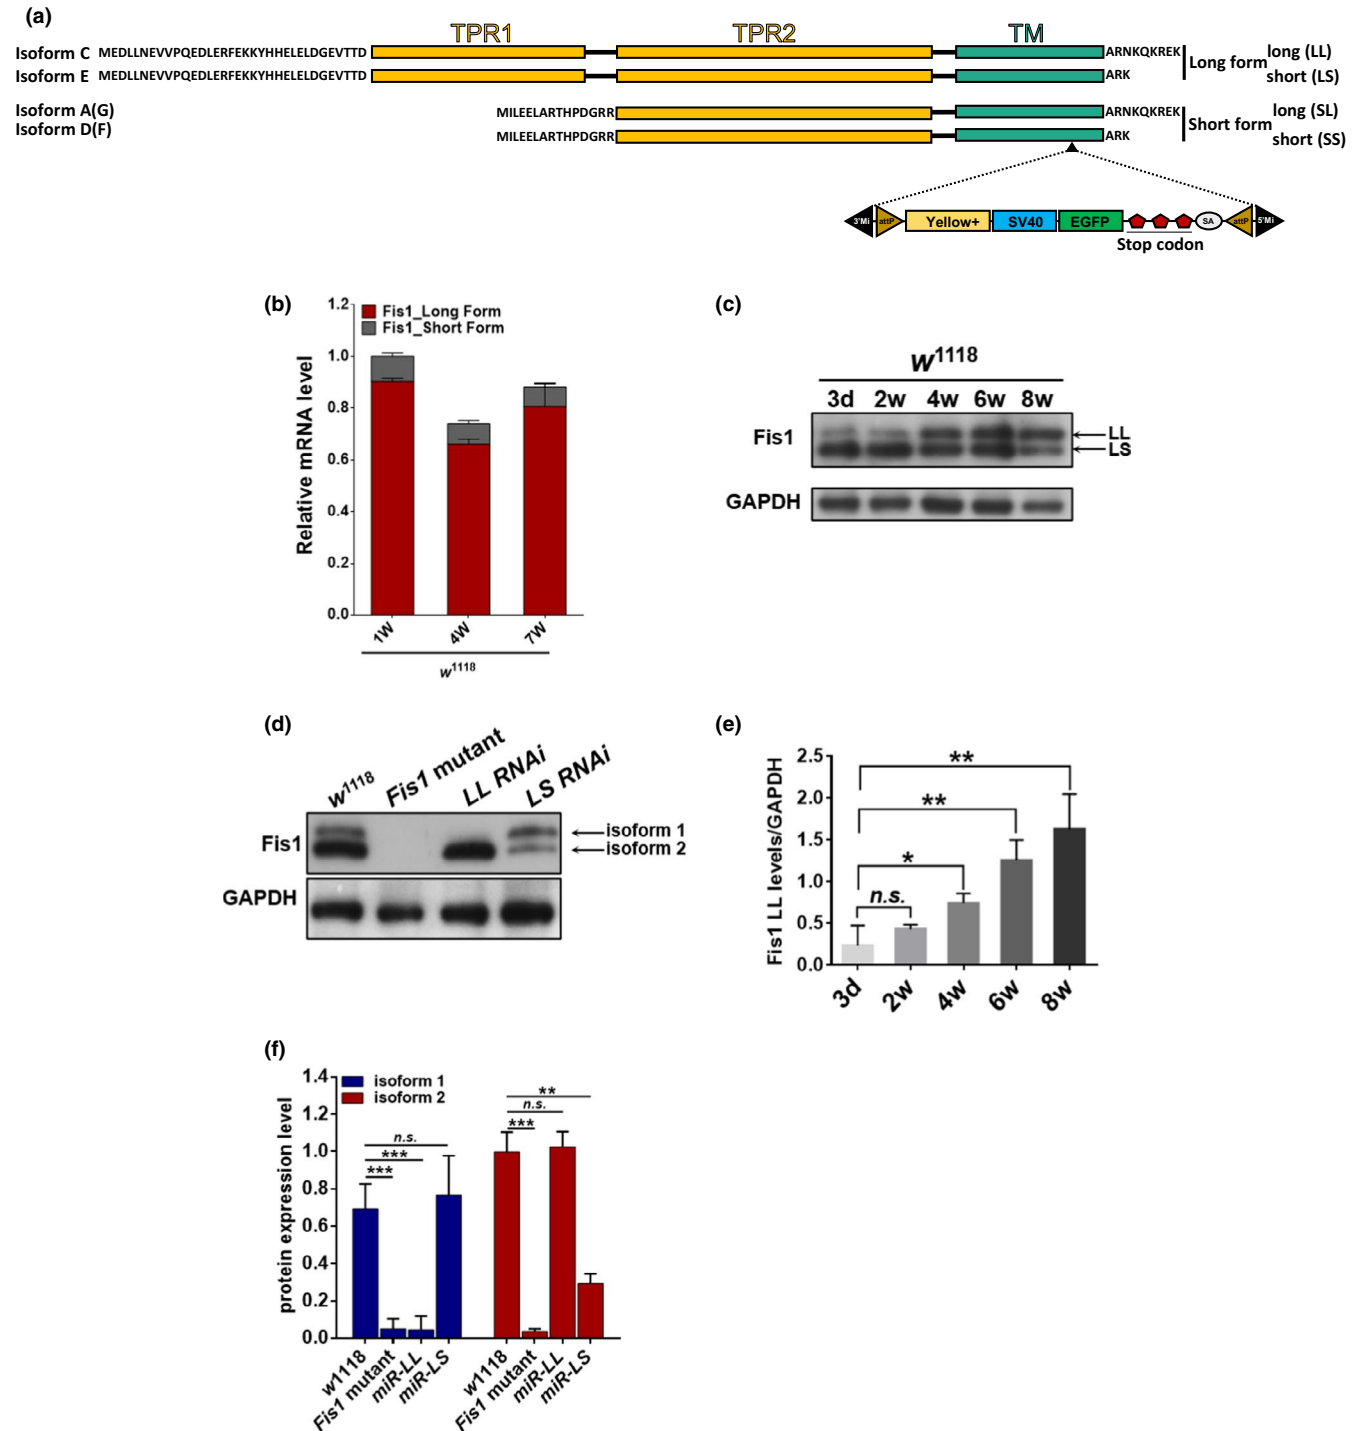 (a)
TPR1 TPR2 TM
Isoform C MEDLLNEVVPQEDLERFEKKYHHELELDGEVTTD ARNKQKREK long (LL)
Long form
Isoform E MEDLLNEVVPQEDLERFEKKYHHELELDGEVTTD ARK short (LS)
Isoform A(G) MILEELARTHPDGRR ARNKQKREK long (SL)
Short form
Isoform D(F) MILEELARTHPDGRR ARK short (SS)
3'Mi attP Yellow+ SV40 EGFP SA attP 5'Mi
Stop codon
(b)
Relative mRNA level
1.2
1.0
0.8
0.6
0.4
0.2
0.0
Fis1_Long Form
Fis1_Short Form
1W 4W 7W
w1118
(c)
w1118
3d 2w 4w 6w 8w
Fis1
LL
LS
GAPDH
(d)
w1118 Fis1 mutant LL RNAi LS RNAi
Fis1
isoform 1
isoform 2
GAPDH
(e)
Fis1 LL levels/GAPDH
2.5
2.0
1.5
1.0
0.5
0.0
**
**
*
n.s.
3d 2w 4w 6w 8w
(f)
protein expression level
1.4
1.2
1.0
0.8
0.6
0.4
0.2
0.0
isoform 1
isoform 2
n.s.
***
***
**
n.s.
***
w1118 Fis1 mutant miR-LL miR-LS w1118 Fis1 mutant miR-LL miR-LS